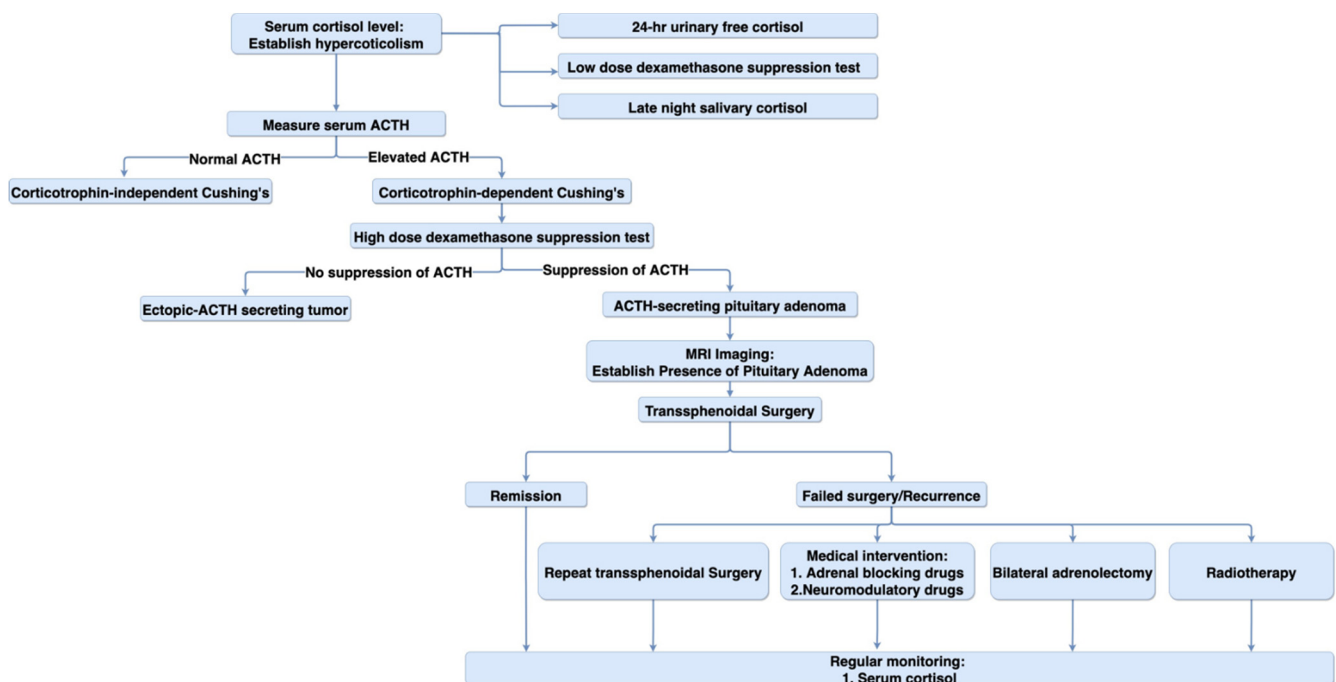 Serum cortisol level:
Establish hypercoticolism
24-hr urinary free cortisol
Low dose dexamethasone suppression test
Late night salivary cortisol
Measure serum ACTH
Normal ACTH
Elevated ACTH
Corticotrophin-independent Cushing's
Corticotrophin-dependent Cushing's
High dose dexamethasone suppression test
No suppression of ACTH
Suppression of ACTH
Ectopic-ACTH secreting tumor
ACTH-secreting pituitary adenoma
MRI Imaging:
Establish Presence of Pituitary Adenoma
Transsphenoidal Surgery
Remission
Failed surgery/Recurrence
Repeat transsphenoidal Surgery
Medical intervention:
1. Adrenal blocking drugs
2.Neuromodulatory drugs
Bilateral adrenolectomy
Radiotherapy
Regular monitoring:
1. Serum cortisol